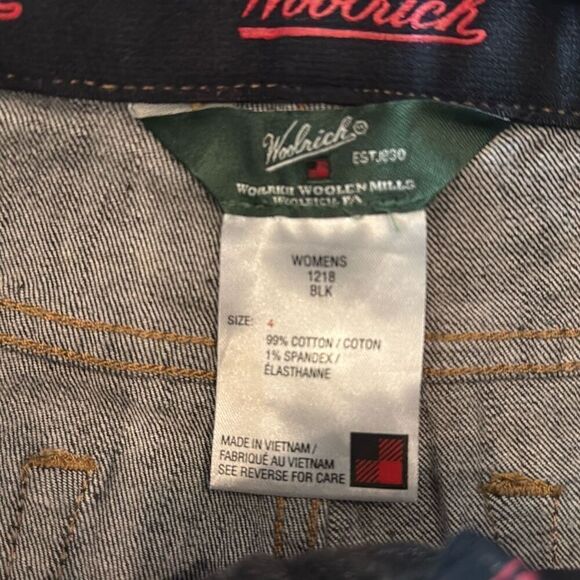 Woolrich
Woolrich
EST.1830
WOOLRICH WOOLEN MILLS
WOOLRICH, PA
WOMENS
1218
BLK
SIZE: 4
99% COTTON / COTON
1% SPANDEX /
ÉLASTHANNE
MADE IN VIETNAM /
FABRIQUÉ AU VIETNAM
SEE REVERSE FOR CARE